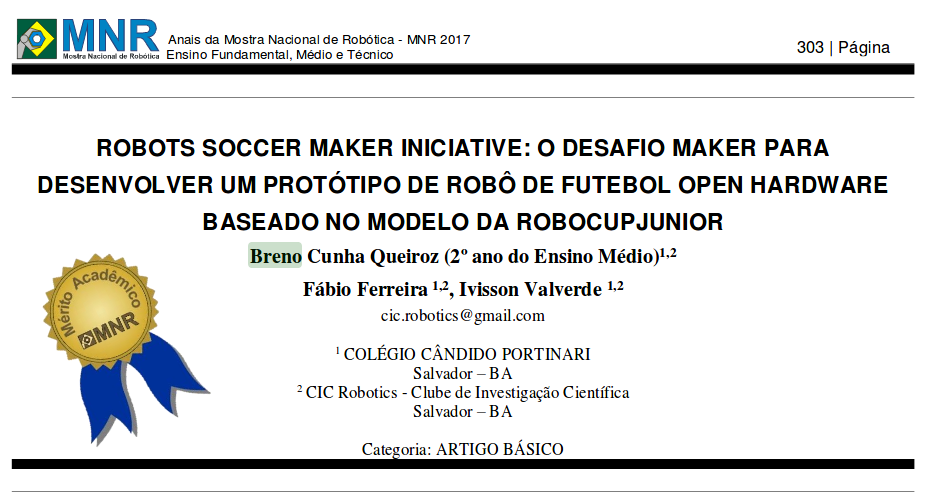 MNR
Mostra Nacional de Robótica
Anais da Mostra Nacional de Robótica - MNR 2017
Ensino Fundamental, Médio e Técnico
303 | Página
ROBOTS SOCCER MAKER INICIATIVE: O DESAFIO MAKER PARA
DESENVOLVER UM PROTÓTIPO DE ROBÔ DE FUTEBOL OPEN HARDWARE
BASEADO NO MODELO DA ROBOCUPJUNIOR
Breno Cunha Queiroz (2º ano do Ensino Médio)¹,²
Fábio Ferreira ¹,², Ivisson Valverde ¹,²
cic.robotics@gmail.com
Mérito Acadêmico
MNR
¹ COLÉGIO CÂNDIDO PORTINARI
Salvador – BA
² CIC Robotics - Clube de Investigação Científica
Salvador – BA
Categoria: ARTIGO BÁSICO